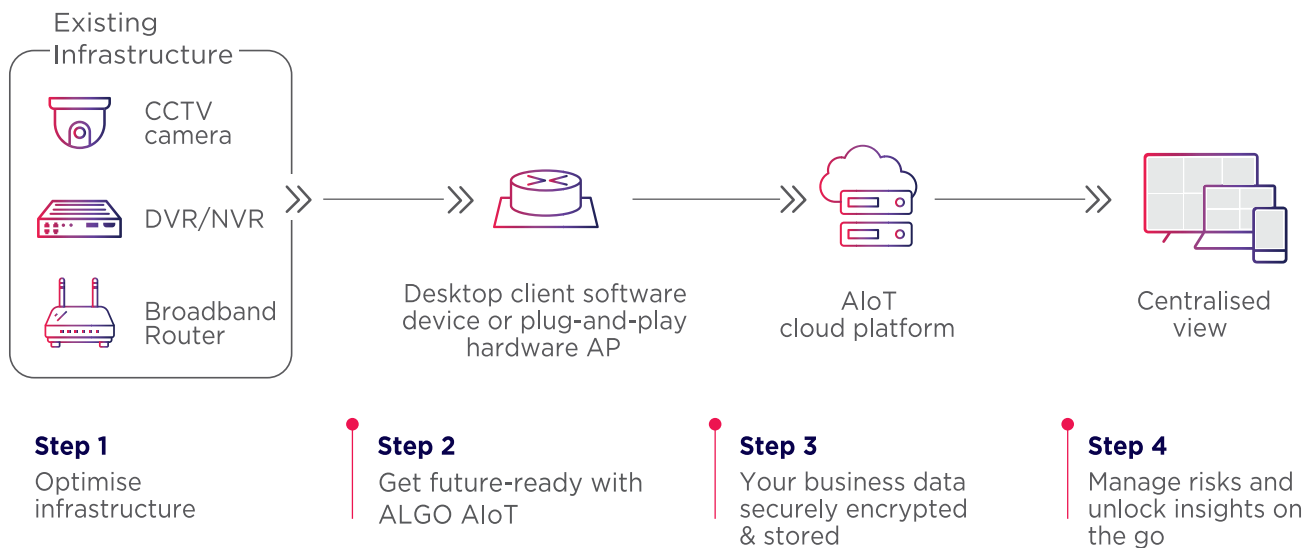 Existing
Infrastructure
CCTV
camera
DVR/NVR
Broadband
Router
Desktop client software
device or plug-and-play
hardware AP
AIoT
cloud platform
Centralised
view
Step 1
Optimise
infrastructure
Step 2
Get future-ready with
ALGO AIoT
Step 3
Your business data
securely encrypted
& stored
Step 4
Manage risks and
unlock insights on
the go